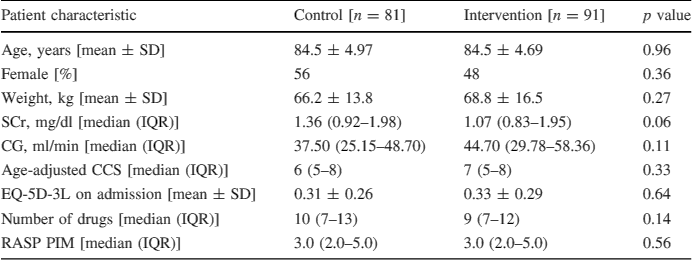 Patient characteristic Control [n = 81] Intervention [n = 91] p value
Age, years [mean ± SD] 84.5 ± 4.97 84.5 ± 4.69 0.96
Female [%] 56 48 0.36
Weight, kg [mean ± SD] 66.2 ± 13.8 68.8 ± 16.5 0.27
SCr, mg/dl [median (IQR)] 1.36 (0.92–1.98) 1.07 (0.83–1.95) 0.06
CG, ml/min [median (IQR)] 37.50 (25.15–48.70) 44.70 (29.78–58.36) 0.11
Age-adjusted CCS [median (IQR)] 6 (5–8) 7 (5–8) 0.33
EQ-5D-3L on admission [mean ± SD] 0.31 ± 0.26 0.33 ± 0.29 0.64
Number of drugs [median (IQR)] 10 (7–13) 9 (7–12) 0.14
RASP PIM [median (IQR)] 3.0 (2.0–5.0) 3.0 (2.0–5.0) 0.56